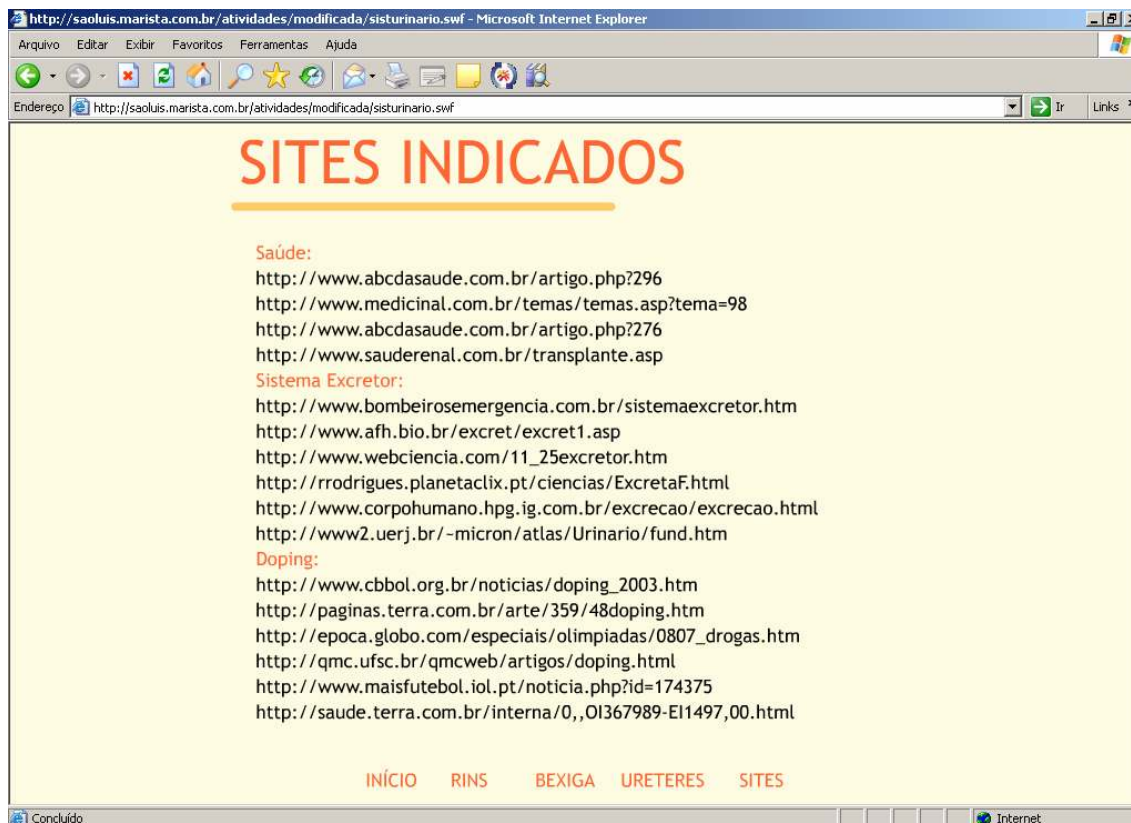 http://saoluis.marista.com.br/atividades/modificada/sisturinario.swf - Microsoft Internet Explorer
Arquivo Editar Exibir Favoritos Ferramentas Ajuda
Endereço http://saoluis.marista.com.br/atividades/modificada/sisturinario.swf Ir Links
SITES INDICADOS
Saúde:
http://www.abcdasaude.com.br/artigo.php?296
http://www.medicinal.com.br/temas/temas.asp?tema=98
http://www.abcdasaude.com.br/artigo.php?276
http://www.sauderenal.com.br/transplante.asp
Sistema Excretor:
http://www.bombeirosemergencia.com.br/sistemaexcretor.htm
http://www.afh.bio.br/excret/excret1.asp
http://www.webciencia.com/11_25excretor.htm
http://rrodrigues.planetaclix.pt/ciencias/ExcretaF.html
http://www.corpohumano.hpg.ig.com.br/excrecao/excrecao.html
http://www2.uerj.br/~micron/atlas/Urinario/fund.htm
Doping:
http://www.cbbol.org.br/noticias/doping_2003.htm
http://paginas.terra.com.br/arte/359/48doping.htm
http://epoca.globo.com/especiais/olimpiadas/0807_drogas.htm
http://qmc.ufsc.br/qmcweb/artigos/doping.html
http://www.maisfutebol.iol.pt/noticia.php?id=174375
http://saude.terra.com.br/interna/0,,OI367989-EI1497,00.html
INÍCIO RINS BEXIGA URETERES SITES
Concluído Internet